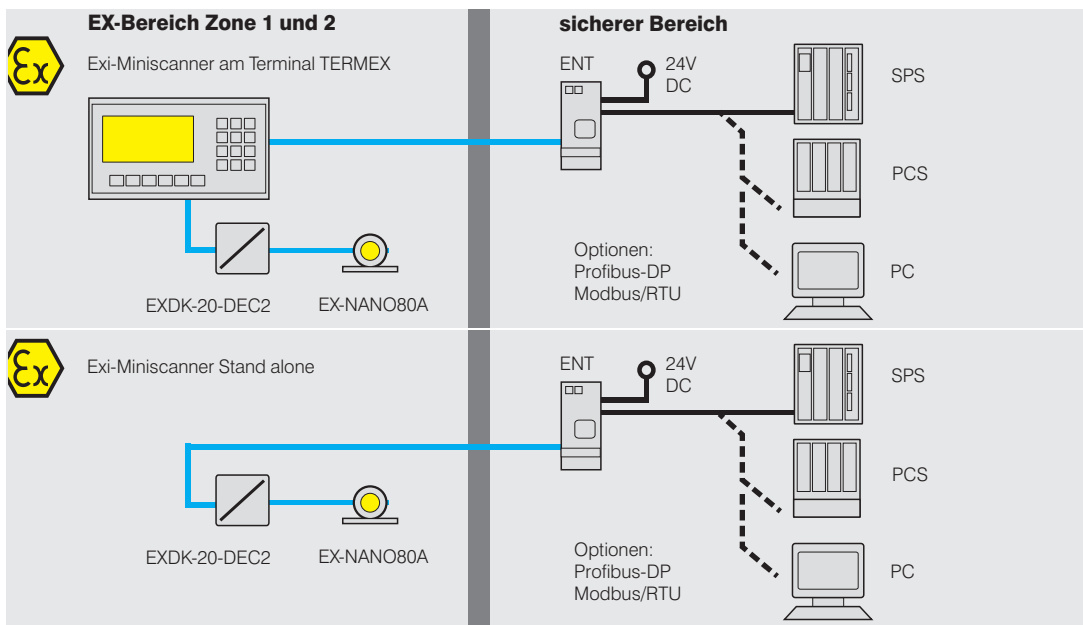 EX-Bereich Zone 1 und 2
sicherer Bereich
Ex
Exi-Miniscanner am Terminal TERMEX
ENT
24V
DC
SPS
PCS
Optionen:
Profibus-DP
Modbus/RTU
PC
EXDK-20-DEC2
EX-NANO80A
Ex
Exi-Miniscanner Stand alone
ENT
24V
DC
SPS
PCS
EXDK-20-DEC2
EX-NANO80A
Optionen:
Profibus-DP
Modbus/RTU
PC